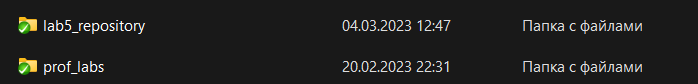 lab5_repository 04.03.2023 12:47 Папка с файлами
prof_labs 20.02.2023 22:31 Папка с файлами